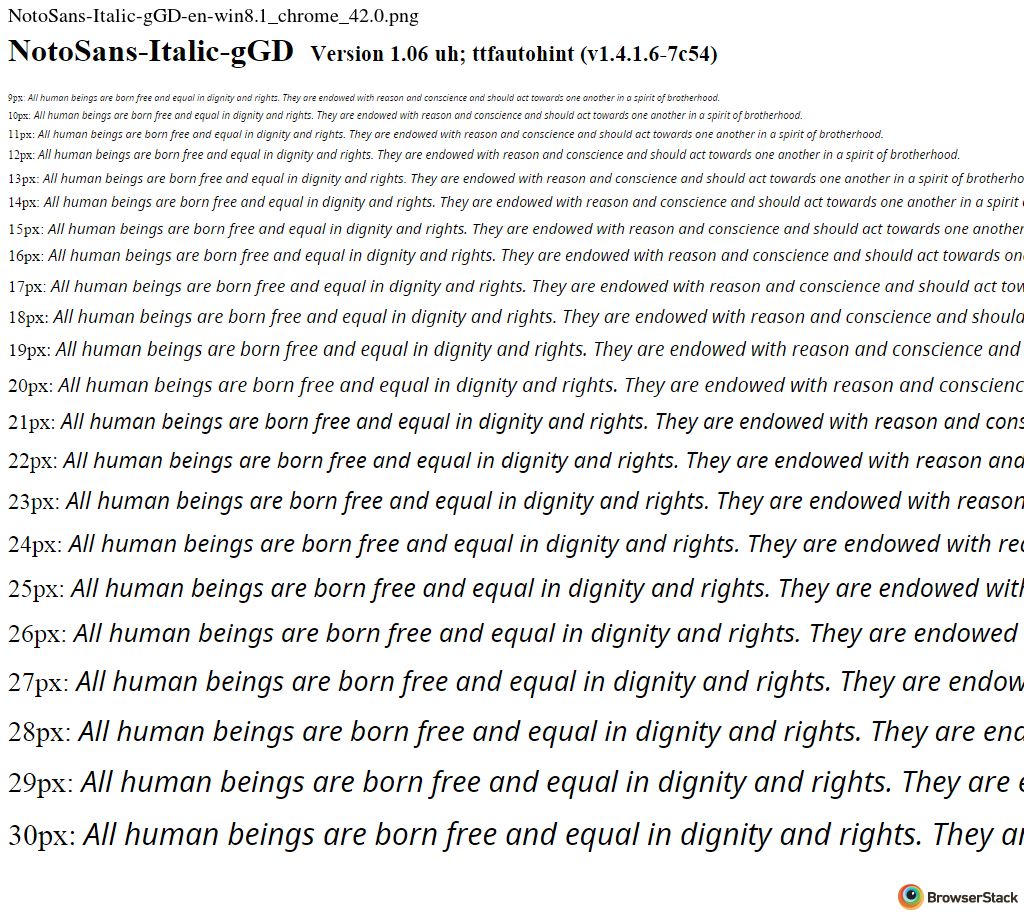 NotoSans-Italic-gGD-en-win8.1_chrome_42.0.png
NotoSans-Italic-gGD Version 1.06 uh; ttfautohint (v1.4.1.6-7c54)
9px: All human beings are born free and equal in dignity and rights. They are endowed with reason and conscience and should act towards one another in a spirit of brotherhood.
10px: All human beings are born free and equal in dignity and rights. They are endowed with reason and conscience and should act towards one another in a spirit of brotherhood.
11px: All human beings are born free and equal in dignity and rights. They are endowed with reason and conscience and should act towards one another in a spirit of brotherhood.
12px: All human beings are born free and equal in dignity and rights. They are endowed with reason and conscience and should act towards one another in a spirit of brotherhood.
13px: All human beings are born free and equal in dignity and rights. They are endowed with reason and conscience and should act towards one another in a spirit of brotherho
14px: All human beings are born free and equal in dignity and rights. They are endowed with reason and conscience and should act towards one another in a spirit
15px: All human beings are born free and equal in dignity and rights. They are endowed with reason and conscience and should act towards one another
16px: All human beings are born free and equal in dignity and rights. They are endowed with reason and conscience and should act towards on
17px: All human beings are born free and equal in dignity and rights. They are endowed with reason and conscience and should act tow
18px: All human beings are born free and equal in dignity and rights. They are endowed with reason and conscience and should
19px: All human beings are born free and equal in dignity and rights. They are endowed with reason and conscience and
20px: All human beings are born free and equal in dignity and rights. They are endowed with reason and conscienc
21px: All human beings are born free and equal in dignity and rights. They are endowed with reason and cons
22px: All human beings are born free and equal in dignity and rights. They are endowed with reason and
23px: All human beings are born free and equal in dignity and rights. They are endowed with reason
24px: All human beings are born free and equal in dignity and rights. They are endowed with rea
25px: All human beings are born free and equal in dignity and rights. They are endowed with
26px: All human beings are born free and equal in dignity and rights. They are endowed
27px: All human beings are born free and equal in dignity and rights. They are endow
28px: All human beings are born free and equal in dignity and rights. They are end
29px: All human beings are born free and equal in dignity and rights. They are e
30px: All human beings are born free and equal in dignity and rights. They ar
BrowserStack